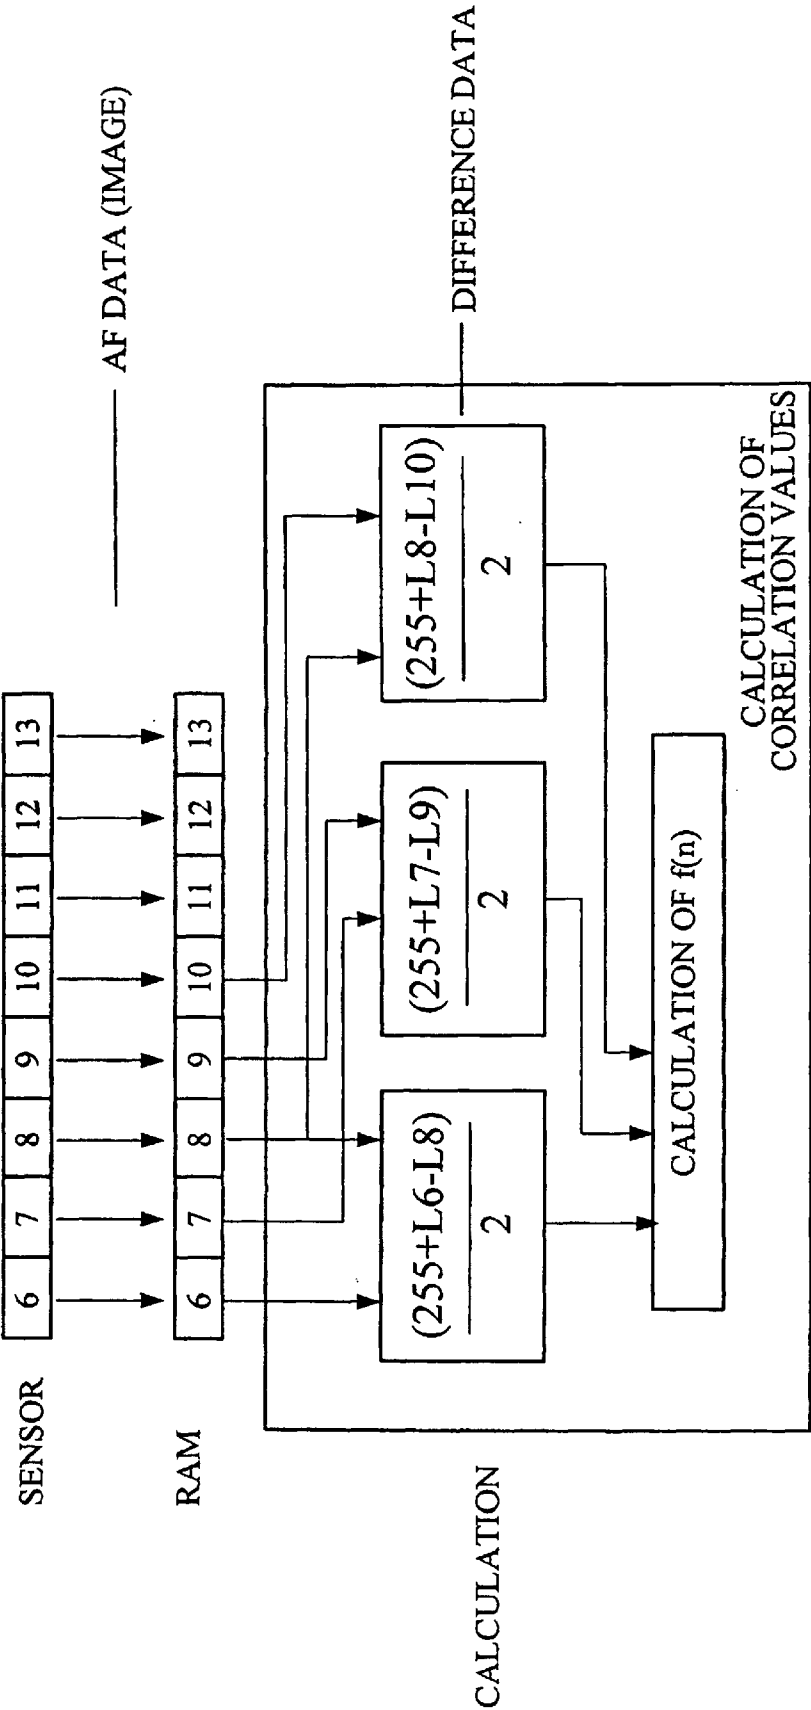 SENSOR
6 7 8 9 10 11 12 13
AF DATA (IMAGE)
RAM
6 7 8 9 10 11 12 13
CALCULATION
(255+L6-L8)
2
(255+L7-L9)
2
(255+L8-L10)
2
DIFFERENCE DATA
CALCULATION OF f(n)
CALCULATION OF
CORRELATION VALUES